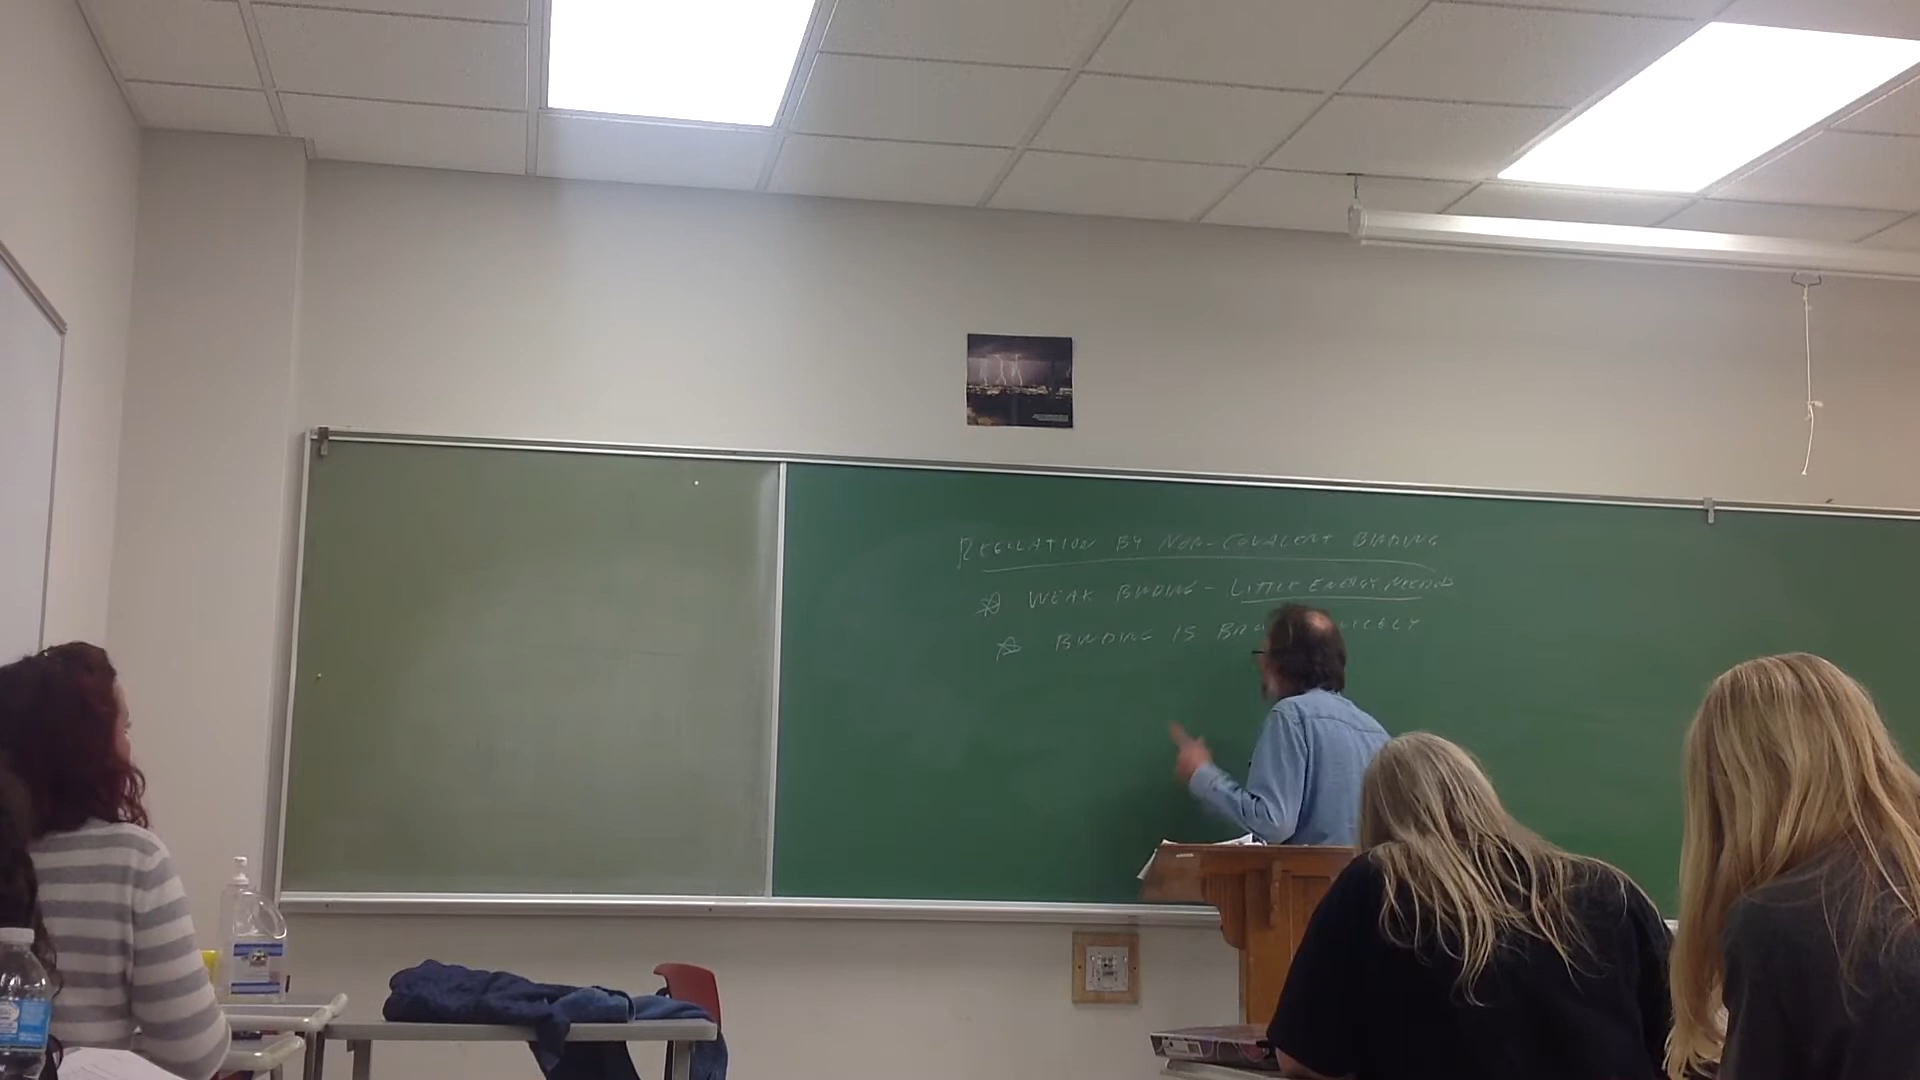 REGULATION BY NON-COVALENT BINDING
WEAK BINDING - LITTLE ENERGY NEEDED
BINDING IS